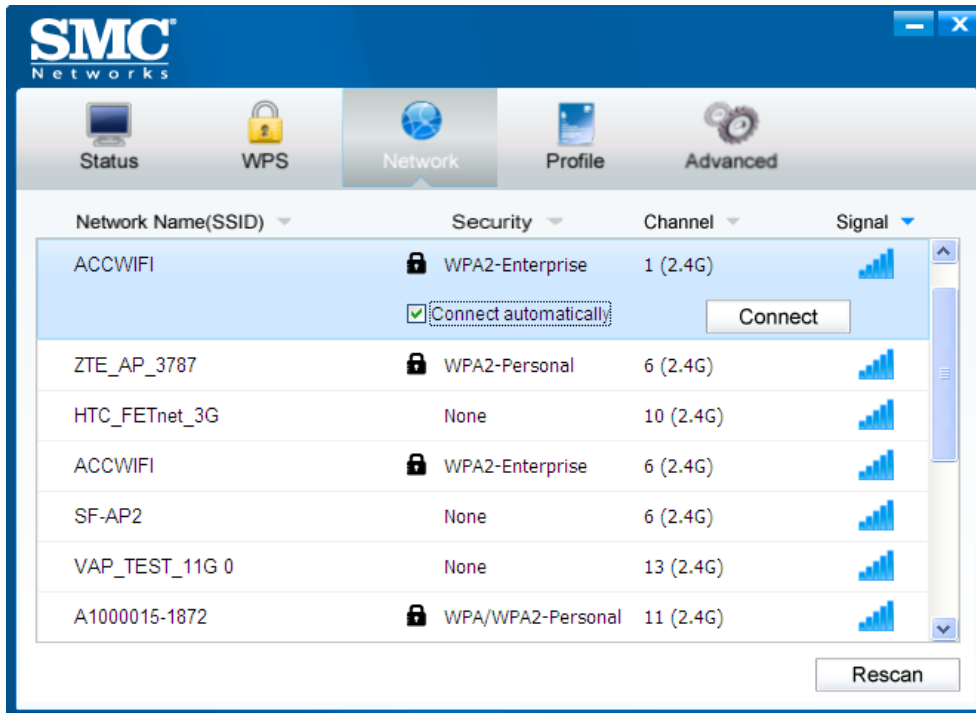 SMC®
Networks
Status WPS Network Profile Advanced
Network Name(SSID) Security Channel Signal
ACCWIFI WPA2-Enterprise 1 (2.4G)
Connect automatically Connect
ZTE_AP_3787 WPA2-Personal 6 (2.4G)
HTC_FETnet_3G None 10 (2.4G)
ACCWIFI WPA2-Enterprise 6 (2.4G)
SF-AP2 None 6 (2.4G)
VAP_TEST_11G 0 None 13 (2.4G)
A1000015-1872 WPA/WPA2-Personal 11 (2.4G)
Rescan